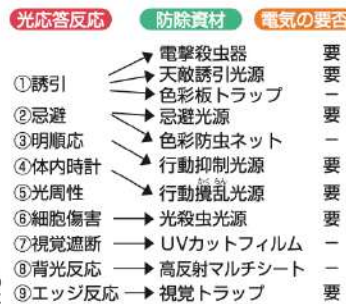 光応答反応 防除資材 電気の要否
電撃殺虫器 要
①誘引 天敵誘引光源 要
色彩板トラップ −
②忌避 忌避光源 要
③明順応 色彩防虫ネット −
④体内時計 行動抑制光源 要
かく らん
⑤光周性 行動攪乱光源 要
⑥細胞傷害 光殺虫光源 要
⑦視覚遮断 UVカットフィルム −
⑧背光反応 高反射マルチシート −
⑨エッジ反応 視覚トラップ 要